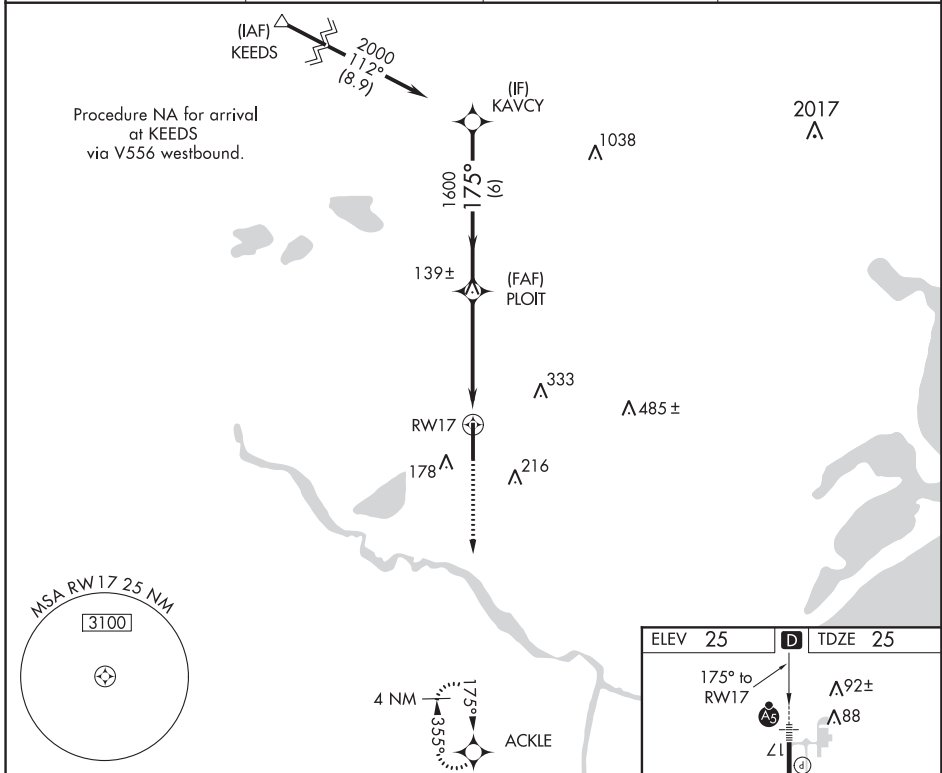 (IAF)
KEEDS
2000
112°
(8.9)
(IF)
KAVCY
Procedure NA for arrival
at KEEDS
via V556 westbound.
2017
1038
1600
175°
(6)
139±
(FAF)
PLOIT
333
485±
RW17
178
216
MSA RW17 25 NM
3100
4 NM
355°
175°
ACKLE
ELEV 25
D
TDZE 25
175° to
RW17
92±
A5
88
17
P